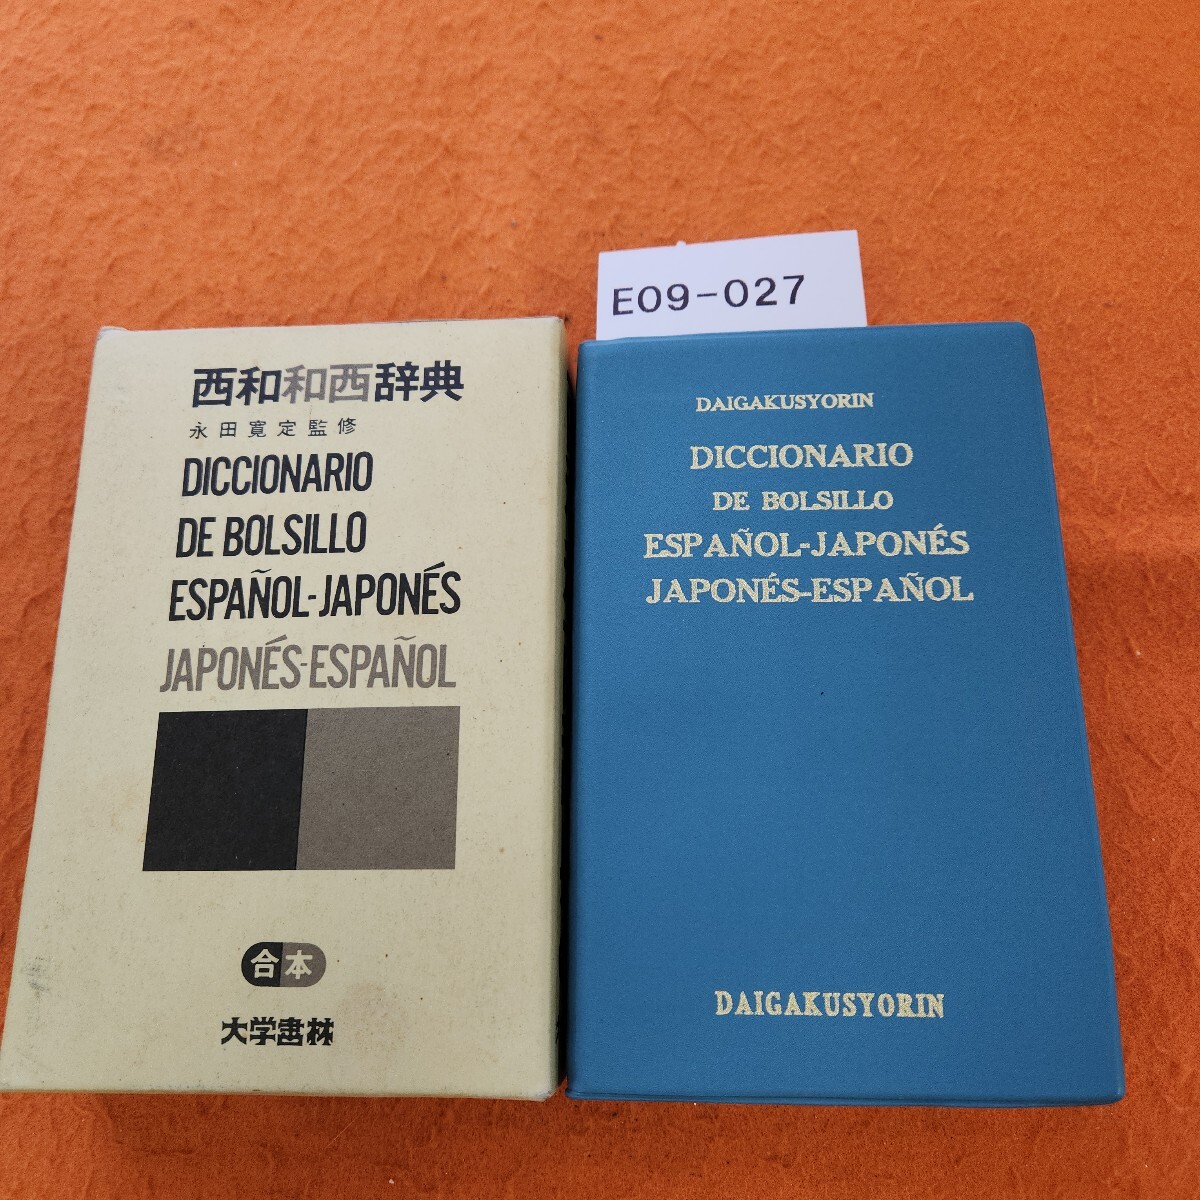 西和和西辞典
永田寛定監修
DICCIONARIO
DE BOLSILLO
ESPAÑOL-JAPONÉS
JAPONÉS-ESPAÑOL
合本
大学書林
E09-027
DAIGAKUSYORIN
DICCIONARIO
DE BOLSILLO
ESPAÑOL-JAPONÉS
JAPONÉS-ESPAÑOL
DAIGAKUSYORIN